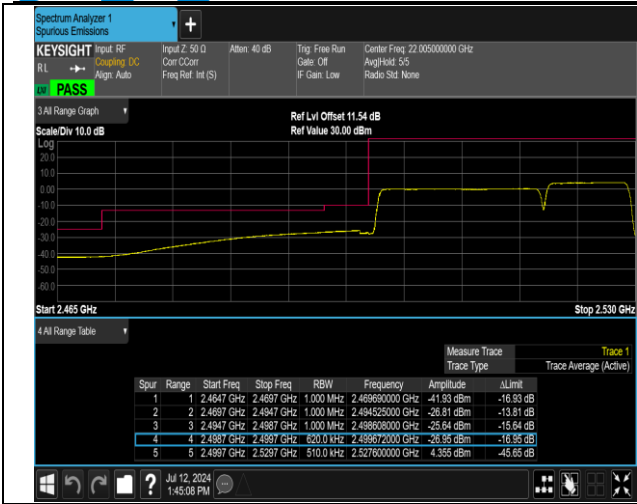 Spectrum Analyzer 1
Spurious Emissions
+
KEYSIGHT Input: RF Input Z: 50 Ω Atten: 40 dB Trig: Free Run Center Freq: 22.005000000 GHz
RL Coupling: DC Corr CCorr Gate: Off Avg|Hold: 5/5
Align: Auto Freq Ref: Int (S) IF Gain: Low Radio Std: None
PASS
3 All Range Graph
Ref Lvl Offset 11.54 dB
Scale/Div 10.0 dB Ref Value 30.00 dBm
Log
20.0
10.0
0.00
-10.0
-20.0
-30.0
-40.0
-50.0
-60.0
Start 2.465 GHz Stop 2.530 GHz
4 All Range Table
Measure Trace Trace 1
Trace Type Trace Average (Active)
Spur Range Start Freq Stop Freq RBW Frequency Amplitude ΔLimit
1 1 2.4647 GHz 2.4697 GHz 1.000 MHz 2.469690000 GHz -41.93 dBm -16.93 dB
2 2 2.4697 GHz 2.4947 GHz 1.000 MHz 2.494525000 GHz -26.81 dBm -13.81 dB
3 3 2.4947 GHz 2.4987 GHz 1.000 MHz 2.498608000 GHz -25.64 dBm -15.64 dB
4 4 2.4987 GHz 2.4997 GHz 620.0 kHz 2.499672000 GHz -26.95 dBm -16.95 dB
5 5 2.4997 GHz 2.5297 GHz 510.0 kHz 2.527600000 GHz 4.355 dBm -45.65 dB
?
Jul 12, 2024
1:45:08 PM